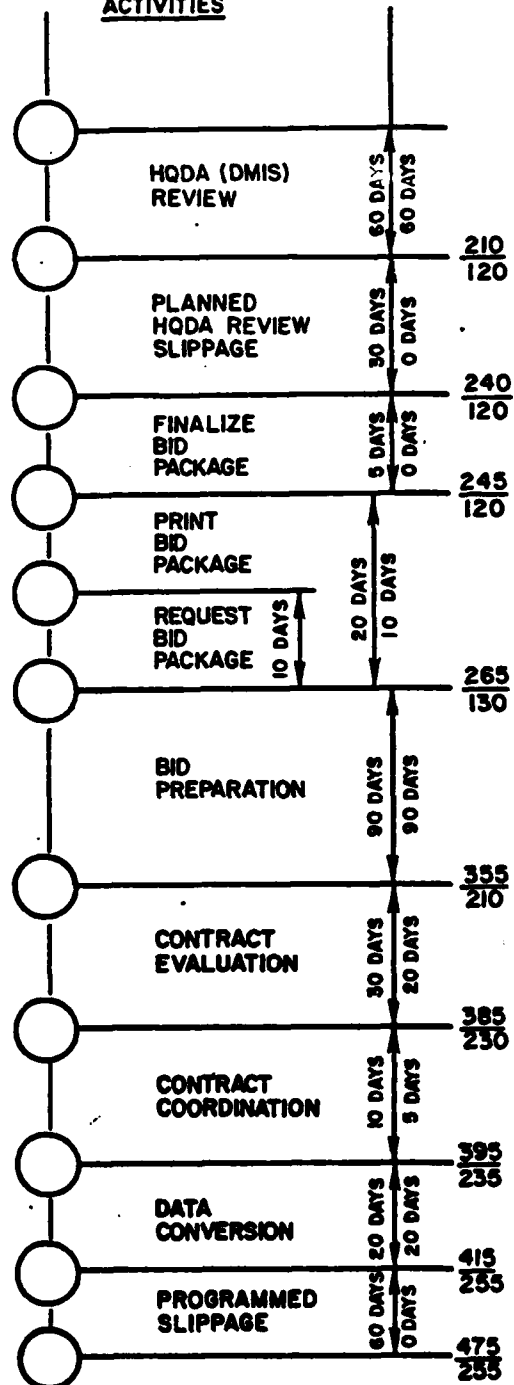 ACTIVITIES
HQDA (DMIS)
REVIEW
60 DAYS
60 DAYS
210
120
PLANNED
HQDA REVIEW
SLIPPAGE
30 DAYS
0 DAYS
240
120
FINALIZE
BID
PACKAGE
5 DAYS
0 DAYS
245
120
PRINT
BID
PACKAGE
20 DAYS
10 DAYS
REQUEST
BID
PACKAGE
10 DAYS
265
130
BID
PREPARATION
90 DAYS
90 DAYS
355
210
CONTRACT
EVALUATION
30 DAYS
20 DAYS
385
230
CONTRACT
COORDINATION
10 DAYS
5 DAYS
395
235
DATA
CONVERSION
20 DAYS
20 DAYS
415
255
PROGRAMMED
SLIPPAGE
60 DAYS
0 DAYS
475
255